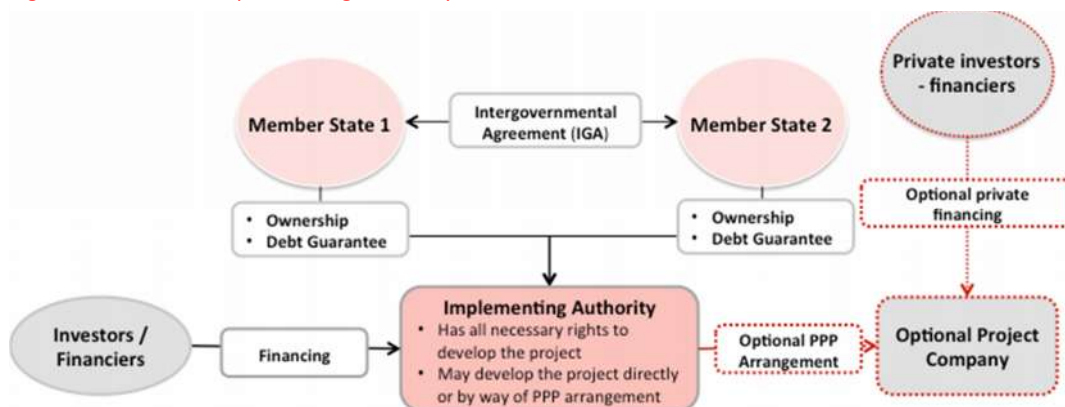 Private investors
- financiers
Member State 1
Intergovernmental
Agreement (IGA)
Member State 2
Optional private
financing
• Ownership
• Debt Guarantee
• Ownership
• Debt Guarantee
Implementing Authority
• Has all necessary rights to
develop the project
• May develop the project directly
or by way of PPP arrangement
Investors /
Financiers
Financing
Optional PPP
Arrangement
Optional Project
Company